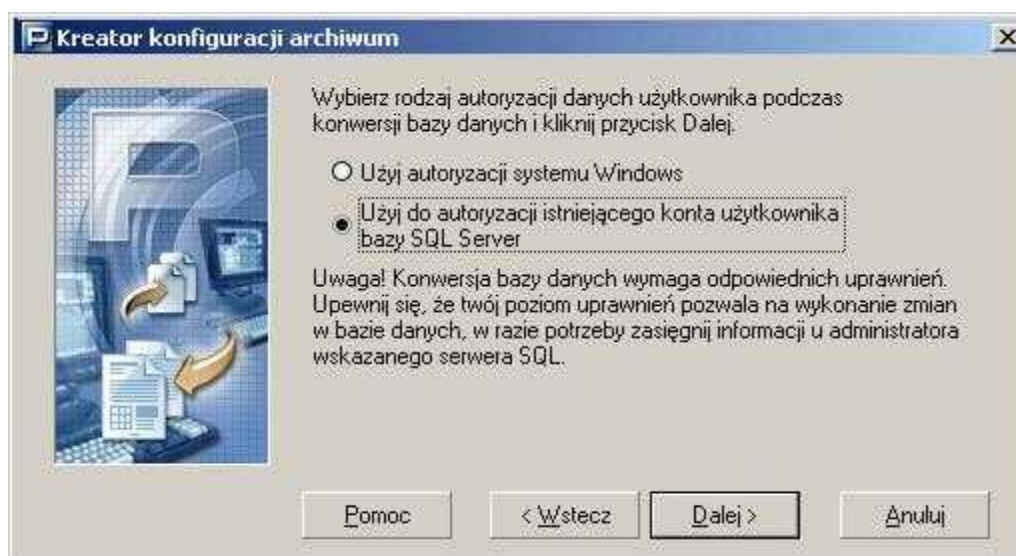 Kreator konfiguracji archiwum
Wybierz rodzaj autoryzacji danych użytkownika podczas
konwersji bazy danych i kliknij przycisk Dalej.
Użyj autoryzacji systemu Windows
Użyj do autoryzacji istniejącego konta użytkownika
bazy SQL Server
Uwaga! Konwersja bazy danych wymaga odpowiednich uprawnień.
Upewnij się, że twój poziom uprawnień pozwala na wykonanie zmian
w bazie danych, w razie potrzeby zasięgnij informacji u administratora
wskazanego serwera SQL.
Pomoc
< Wstecz
Dalej >
Anuluj